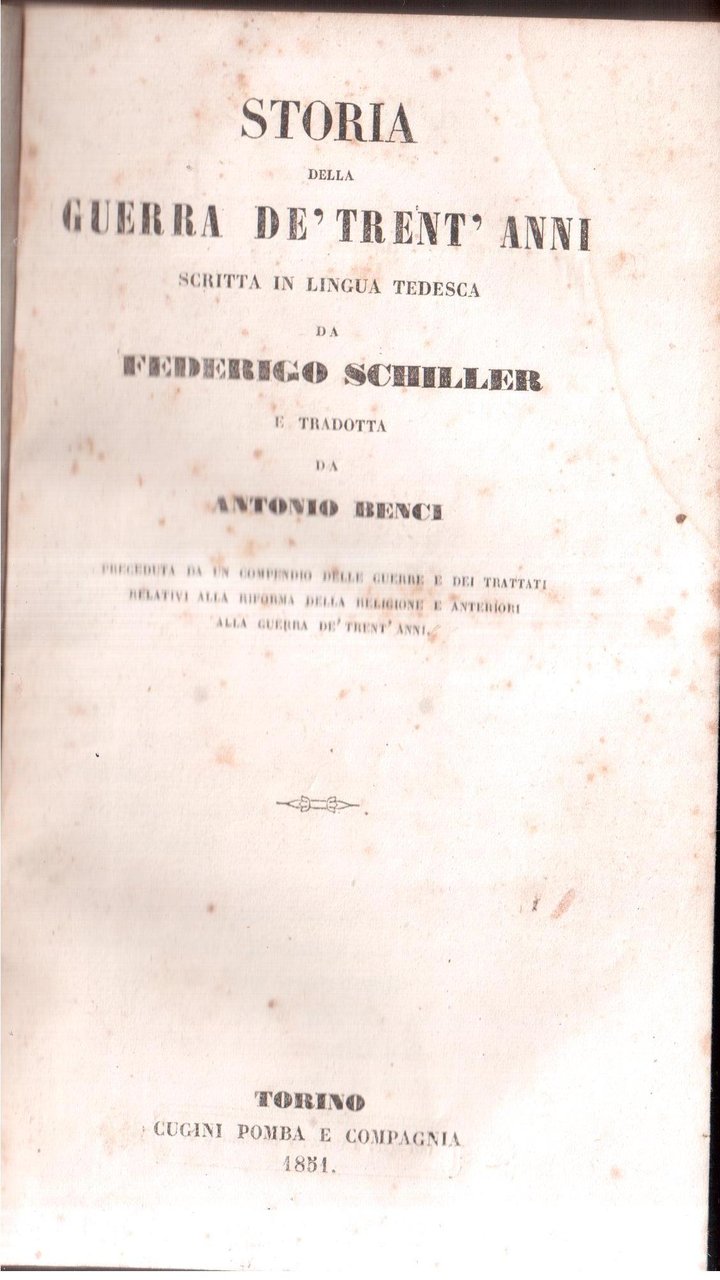 STORIA
DELLA
GUERRA DE' TRENT' ANNI
SCRITTA IN LINGUA TEDESCA
DA
FEDERIGO SCHILLER
E TRADOTTA
DA
ANTONIO BENCI
PRECEDUTA DA UN COMPENDIO DELLE GUERRE E DEI TRATTATI
RELATIVI ALLA RIFORMA DELLA RELIGIONE E ANTERIORI
ALLA GUERRA DE' TRENT' ANNI.
TORINO
CUGINI POMBA E COMPAGNIA
1851.